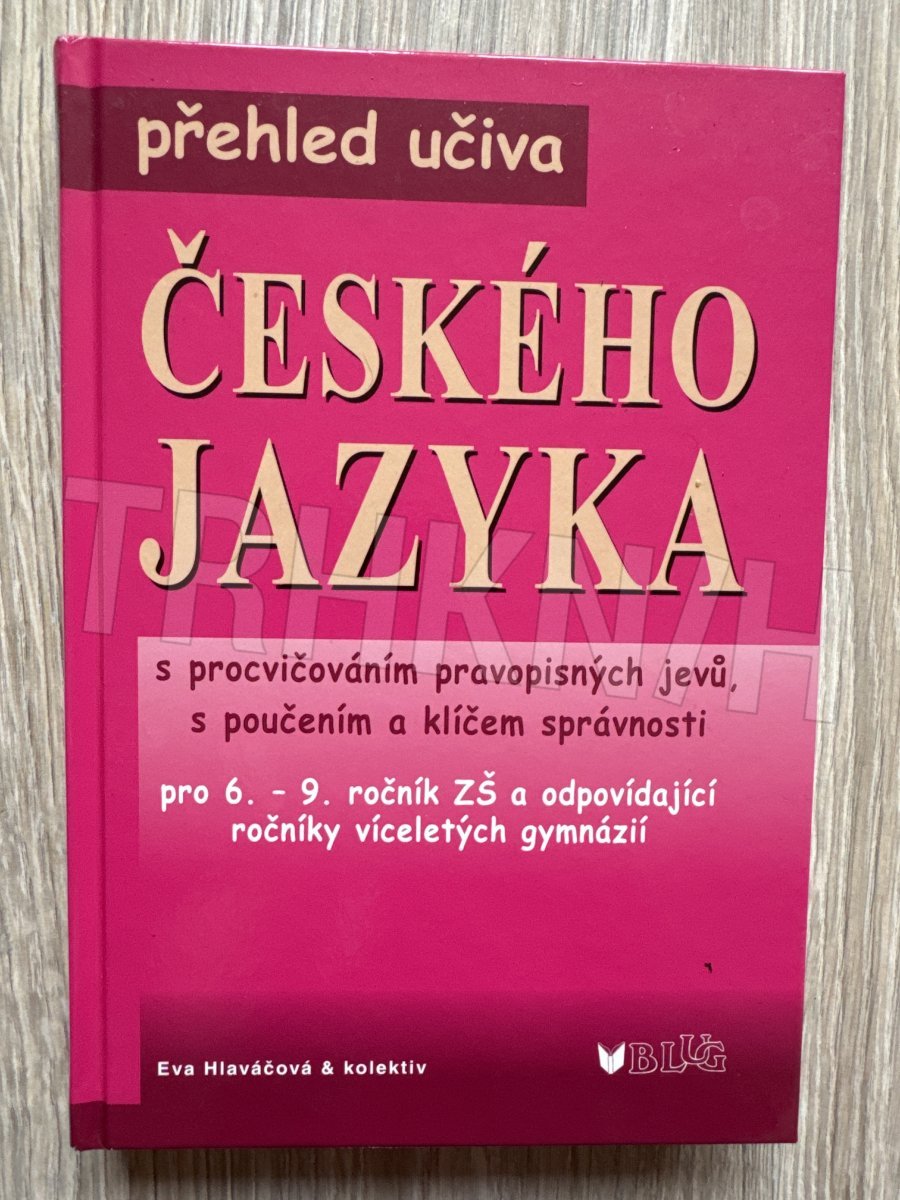 přehled učiva
ČESKÉHO
JAZYKA
TRHKNIH
s procvičováním pravopisných jevů,
s poučením a klíčem správnosti
pro 6. – 9. ročník ZŠ a odpovídající
ročníky víceletých gymnázií
Eva Hlaváčová & kolektiv
BLUG